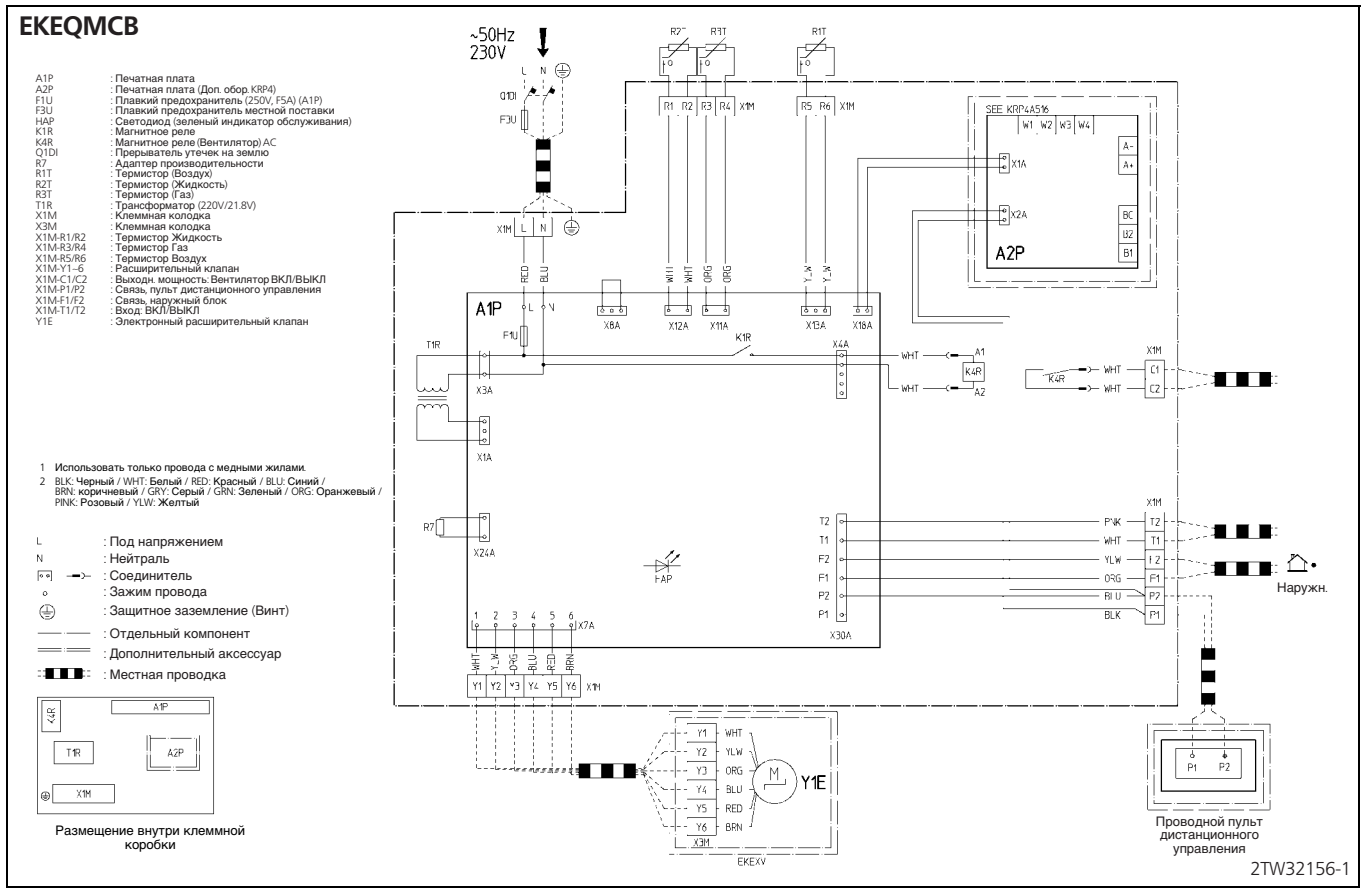 EKEQMCB
A1P : Печатная плата
A2P : Печатная плата (Доп. обор. KRP4)
F1U : Плавкий предохранитель (250V, F5A) (A1P)
F3U : Плавкий предохранитель местной поставки
HAP : Светодиод (зеленый индикатор обслуживания)
K1R : Магнитное реле
K4R : Магнитное реле (Вентилятор) AC
Q1DI : Прерыватель утечек на землю
R7 : Адаптер производительности
R1T : Термистор (Воздух)
R2T : Термистор (Жидкость)
R3T : Термистор (Газ)
T1R : Трансформатор (220V/21.8V)
X1M : Клеммная колодка
X3M : Клеммная колодка
X1M-R1/R2 : Термистор Жидкость
X1M-R3/R4 : Термистор Газ
X1M-R5/R6 : Термистор Воздух
X1M-Y1~6 : Расширительный клапан
X1M-C1/C2 : Выходн. мощность: Вентилятор ВКЛ/ВЫКЛ
X1M-P1/P2 : Связь, пульт дистанционного управления
X1M-F1/F2 : Связь, наружный блок
X1M-T1/T2 : Вход: ВКЛ/ВЫКЛ
Y1E : Электронный расширительный клапан
1 Использовать только провода с медными жилами.
2 BLK: Черный / WHT: Белый / RED: Красный / BLU: Синий /
BRN: коричневый / GRY: Серый / GRN: Зеленый / ORG: Оранжевый /
PINK: Розовый / YLW: Желтый
L : Под напряжением
N : Нейтраль
: Соединитель
: Зажим провода
: Защитное заземление (Винт)
: Отдельный компонент
: Дополнительный аксессуар
: Местная проводка
K4R A1P
T1R A2P
X1M
Размещение внутри клеммной
коробки
~50Hz
230V
L N
Q1DI
F3U
X1M L N
RED BLU
R3T R1T
R1 R2 R3 R4 X1M R5 R6 X1M
WHT WHT ORG ORG
SEE KRP4A516
W1 W2 W3 W4
X1A
X2A
A-
A+
BC
B2
B1
A2P
A1P L N
X8A X12A X11A X13A X18A
F1U
T1R
K1R
X4A
X3A
X1A
WHT A1
K4R
WHT A2
X1M
K4R WHT C1
WHT C2
R7
X24A
HAP
T2
T1
F2
F1
P2
P1
X30A
X1M
T2
WHT T1
YLW
ORG F1
P2
BLK P1
Наружн.
1 2 3 4 5 6
X7A
WHT BLU RED BRN
Y1 Y2 Y4 Y5 Y6
Y1 WHT
Y2 YLW
Y3 ORG
Y4 BLU
Y5 RED
Y6 BRN
X3M
M
Y1E
EKEXV
P1 P2
Проводной пульт
дистанционного
управления
2TW32156-1